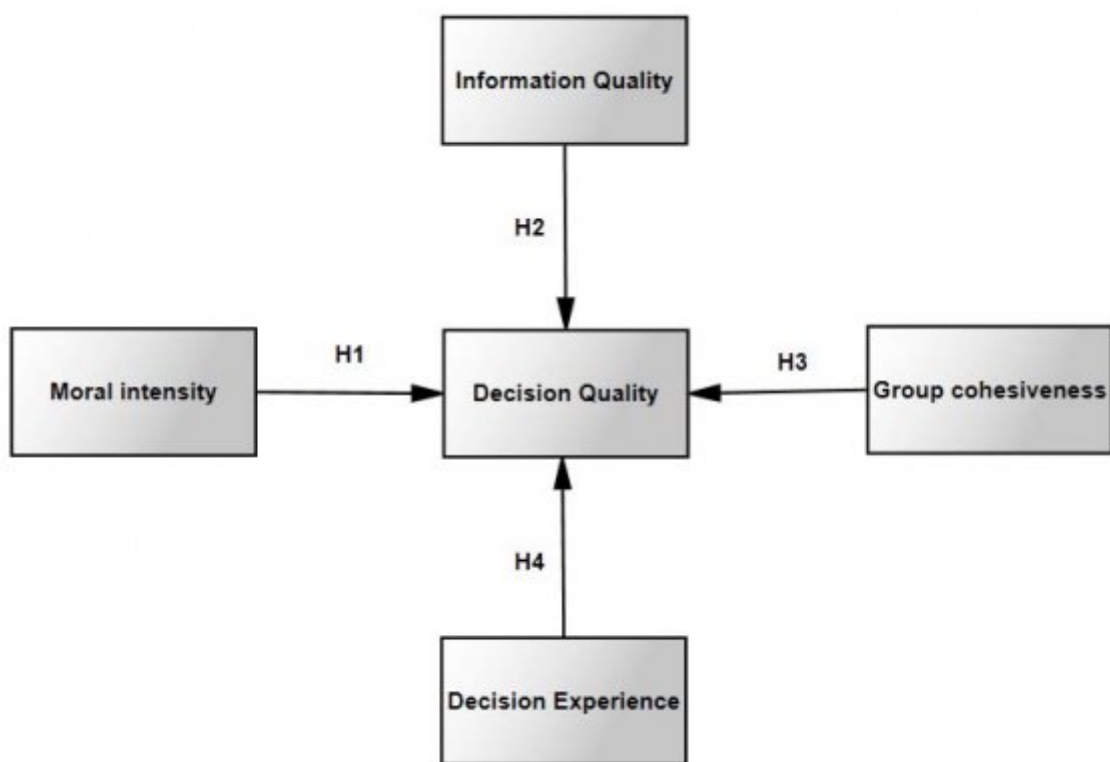 Information Quality
H2
H1
H3
Moral intensity
Decision Quality
Group cohesiveness
H4
Decision Experience